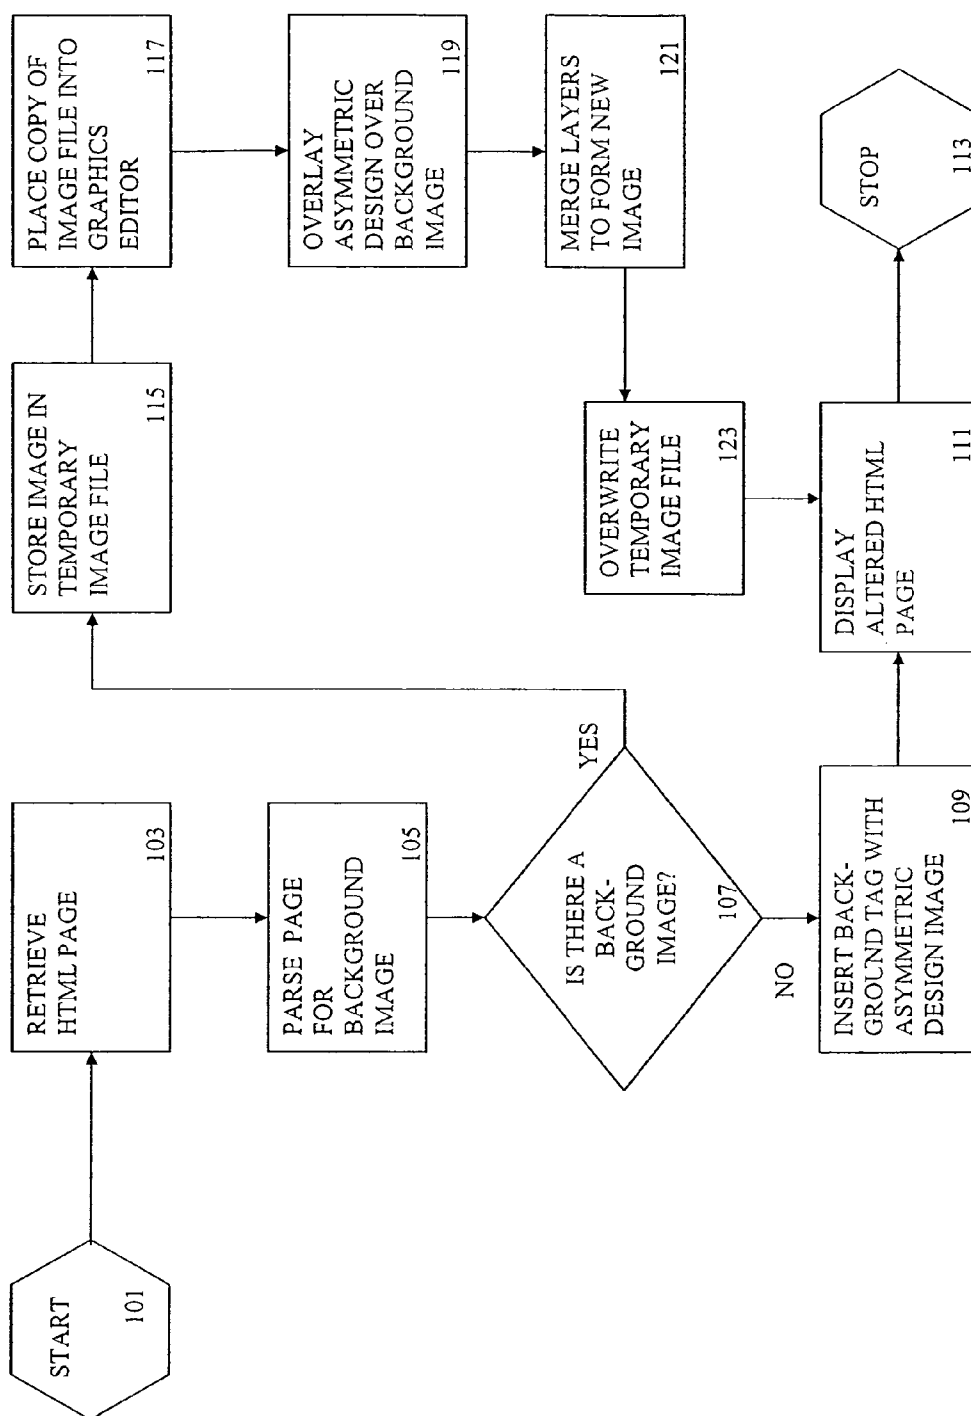 START
101
RETRIEVE
HTML PAGE
103
PARSE PAGE
FOR
BACKGROUND
IMAGE
105
IS THERE A
BACK-
GROUND
IMAGE?
107
YES
NO
INSERT BACK-
GROUND TAG WITH
ASYMMETRIC
DESIGN IMAGE
109
DISPLAY
ALTERED HTML
PAGE
111
STOP
113
STORE IMAGE IN
TEMPORARY
IMAGE FILE
115
PLACE COPY OF
IMAGE FILE INTO
GRAPHICS
EDITOR
117
OVERLAY
ASYMMETRIC
DESIGN OVER
BACKGROUND
IMAGE
119
MERGE LAYERS
TO FORM NEW
IMAGE
121
OVERWRITE
TEMPORARY
IMAGE FILE
123